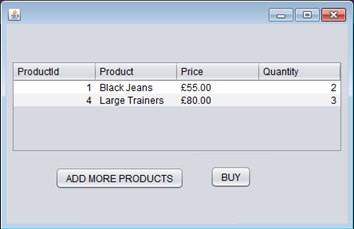 ProductId Product Price Quantity
1 Black Jeans £55.00 2
4 Large Trainers £80.00 3
ADD MORE PRODUCTS BUY